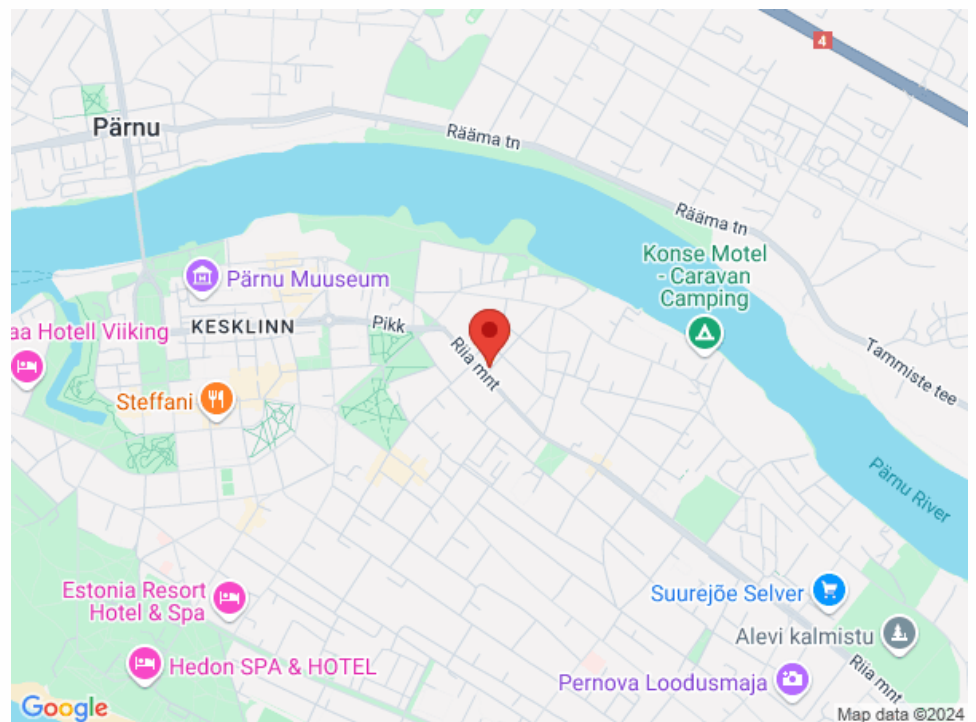 4
Pärnu
Rääma tn
Rääma tn
Konse Motel
- Caravan
Camping
Pärnu Muuseum
KESKLINN
Pikk
Riia mnt
aa Hotell Viiking
Tammiste tee
Steffani
Pärnu River
Estonia Resort
Hotel & Spa
Suurejõe Selver
Alevi kalmistu
Hedon SPA & HOTEL
Pernova Loodusmaja
Riia mnt
Google
Map data ©2024